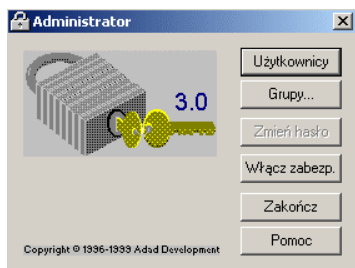 Administrator
Użytkownicy
3.0
Grupy...
Zmień hasło
Włącz zabezp.
Zakończ
Copyright © 1996-1999 Adad Development
Pomoc